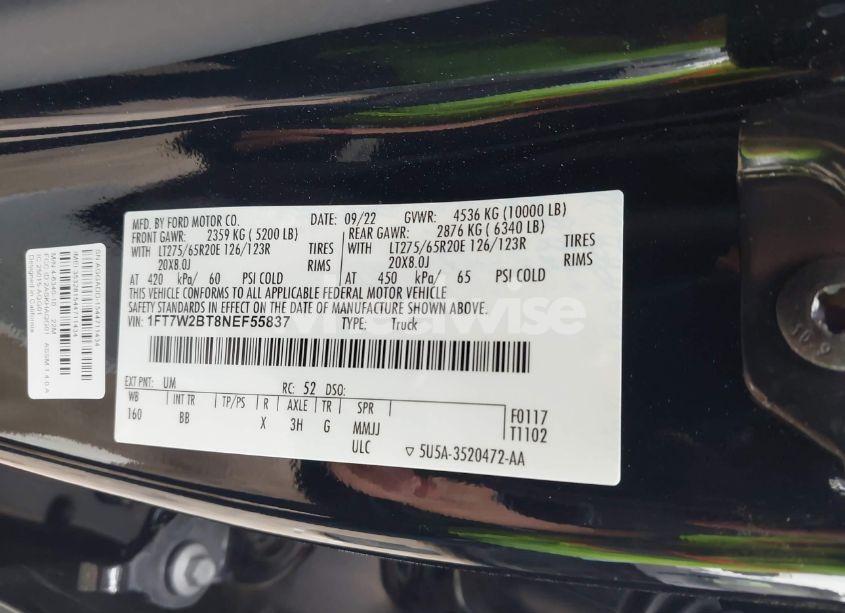 MFD. BY FORD MOTOR CO. DATE: 09/22 GVWR: 4536 KG (10000 LB)
FRONT GAWR: 2359 KG ( 5200 LB) REAR GAWR: 2876 KG ( 6340 LB)
WITH LT275/65R20E 126/123R TIRES WITH LT275/65R20E 126/123R TIRES
20X8.0J RIMS 20X8.0J RIMS
AT 420 kPa/ 60 PSI COLD AT 450 kPa/ 65 PSI COLD
THIS VEHICLE CONFORMS TO ALL APPLICABLE FEDERAL MOTOR VEHICLE
SAFETY STANDARDS IN EFFECT ON THE DATE OF MANUFACTURE SHOWN ABOVE.
VIN: 1FT7W2BT8NEF55837 TYPE: Truck
EXT PNT: UM RC: 52 DSO:
WB INT TR TP/PS R AXLE TR SPR
160 BB X 3H G MMJJ
ULC
F0117
T1102
▽ 5U5A-3520472-AA
Designed in California